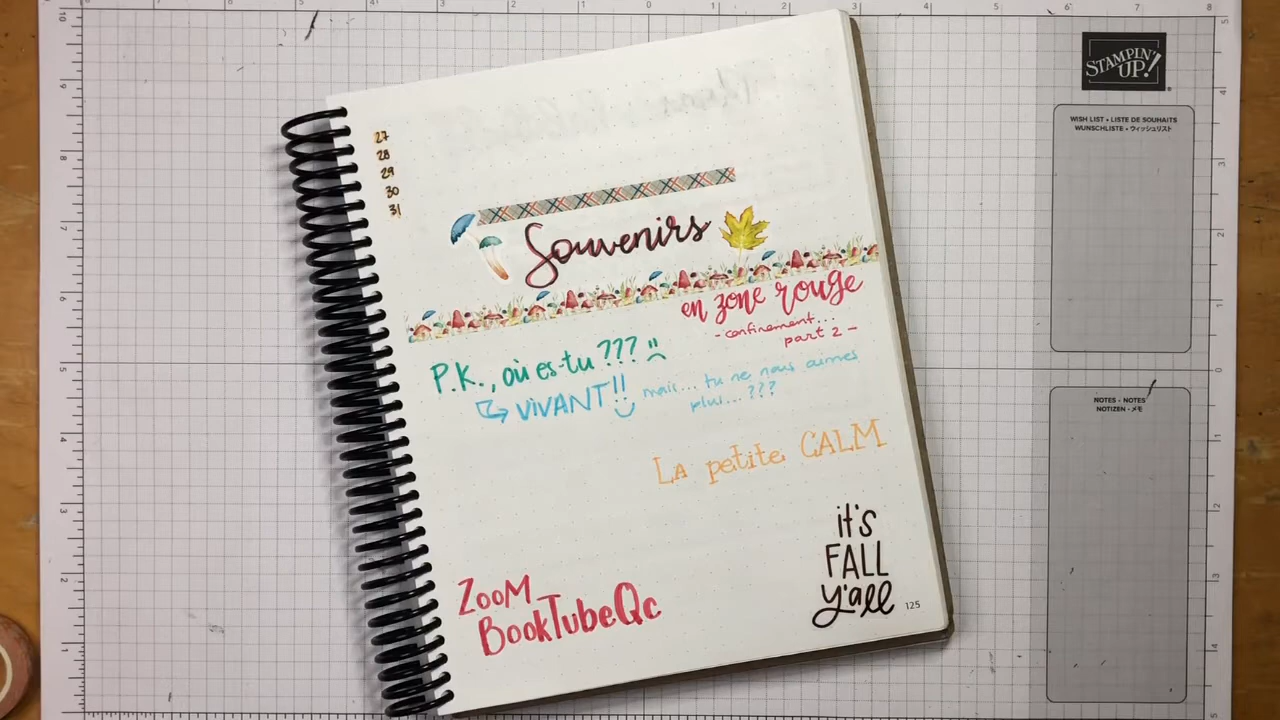 27
28
29
30
31
Souvenirs
en zone rouge
- confinement...
part 2 -
P.K., où es-tu ???
VIVANT!!
mais... tu ne nous aimes
plus...???
La petite CALM
it's
FALL
y'all
ZooM
BookTubeQc
125
STAMPIN' UP!
WISH LIST • LISTE DE SOUHAITS
WUNSCHLISTE • ウィッシュリスト
NOTES • NOTES
NOTIZEN • メモ